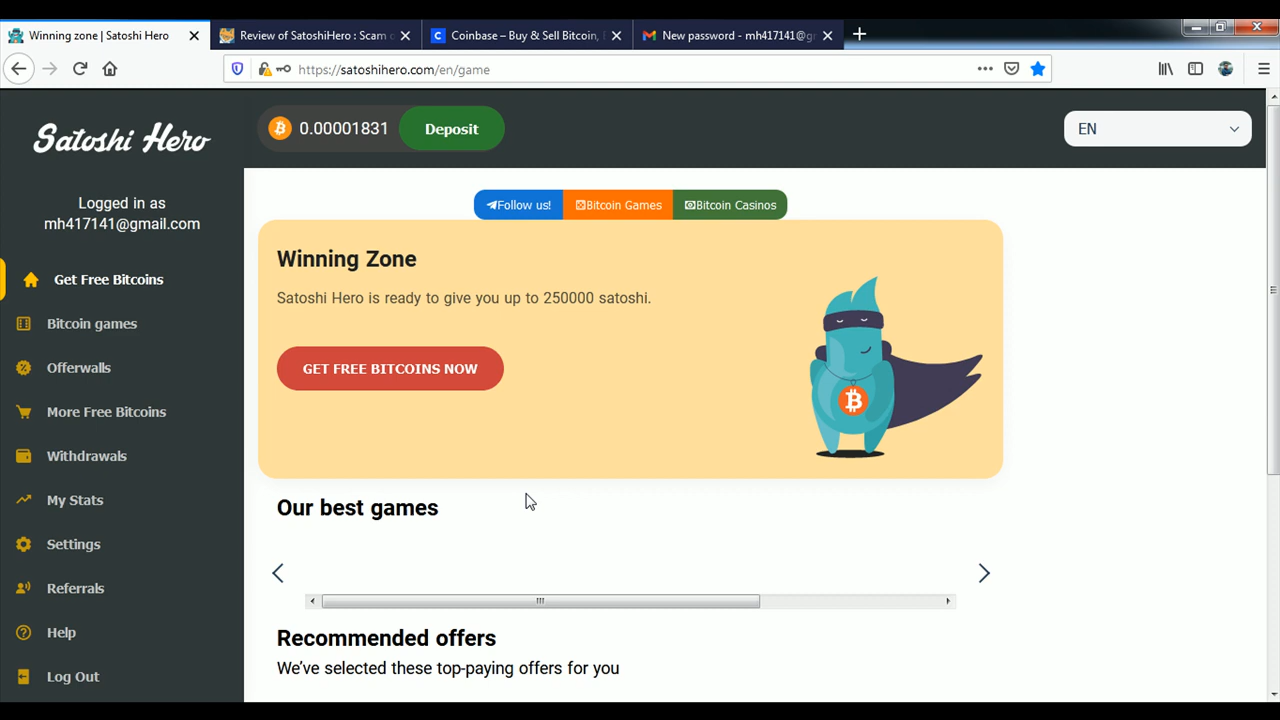 Winning zone | Satoshi Hero
Review of SatoshiHero : Scam o
Coinbase – Buy & Sell Bitcoin,
New password - mh417141@g
https://satoshihero.com/en/game
Satoshi Hero
0.00001831
Deposit
EN
Logged in as
mh417141@gmail.com
Get Free Bitcoins
Bitcoin games
Offerwalls
More Free Bitcoins
Withdrawals
My Stats
Settings
Referrals
Help
Log Out
Follow us!
Bitcoin Games
Bitcoin Casinos
Winning Zone
Satoshi Hero is ready to give you up to 250000 satoshi.
GET FREE BITCOINS NOW
Our best games
Recommended offers
We've selected these top-paying offers for you